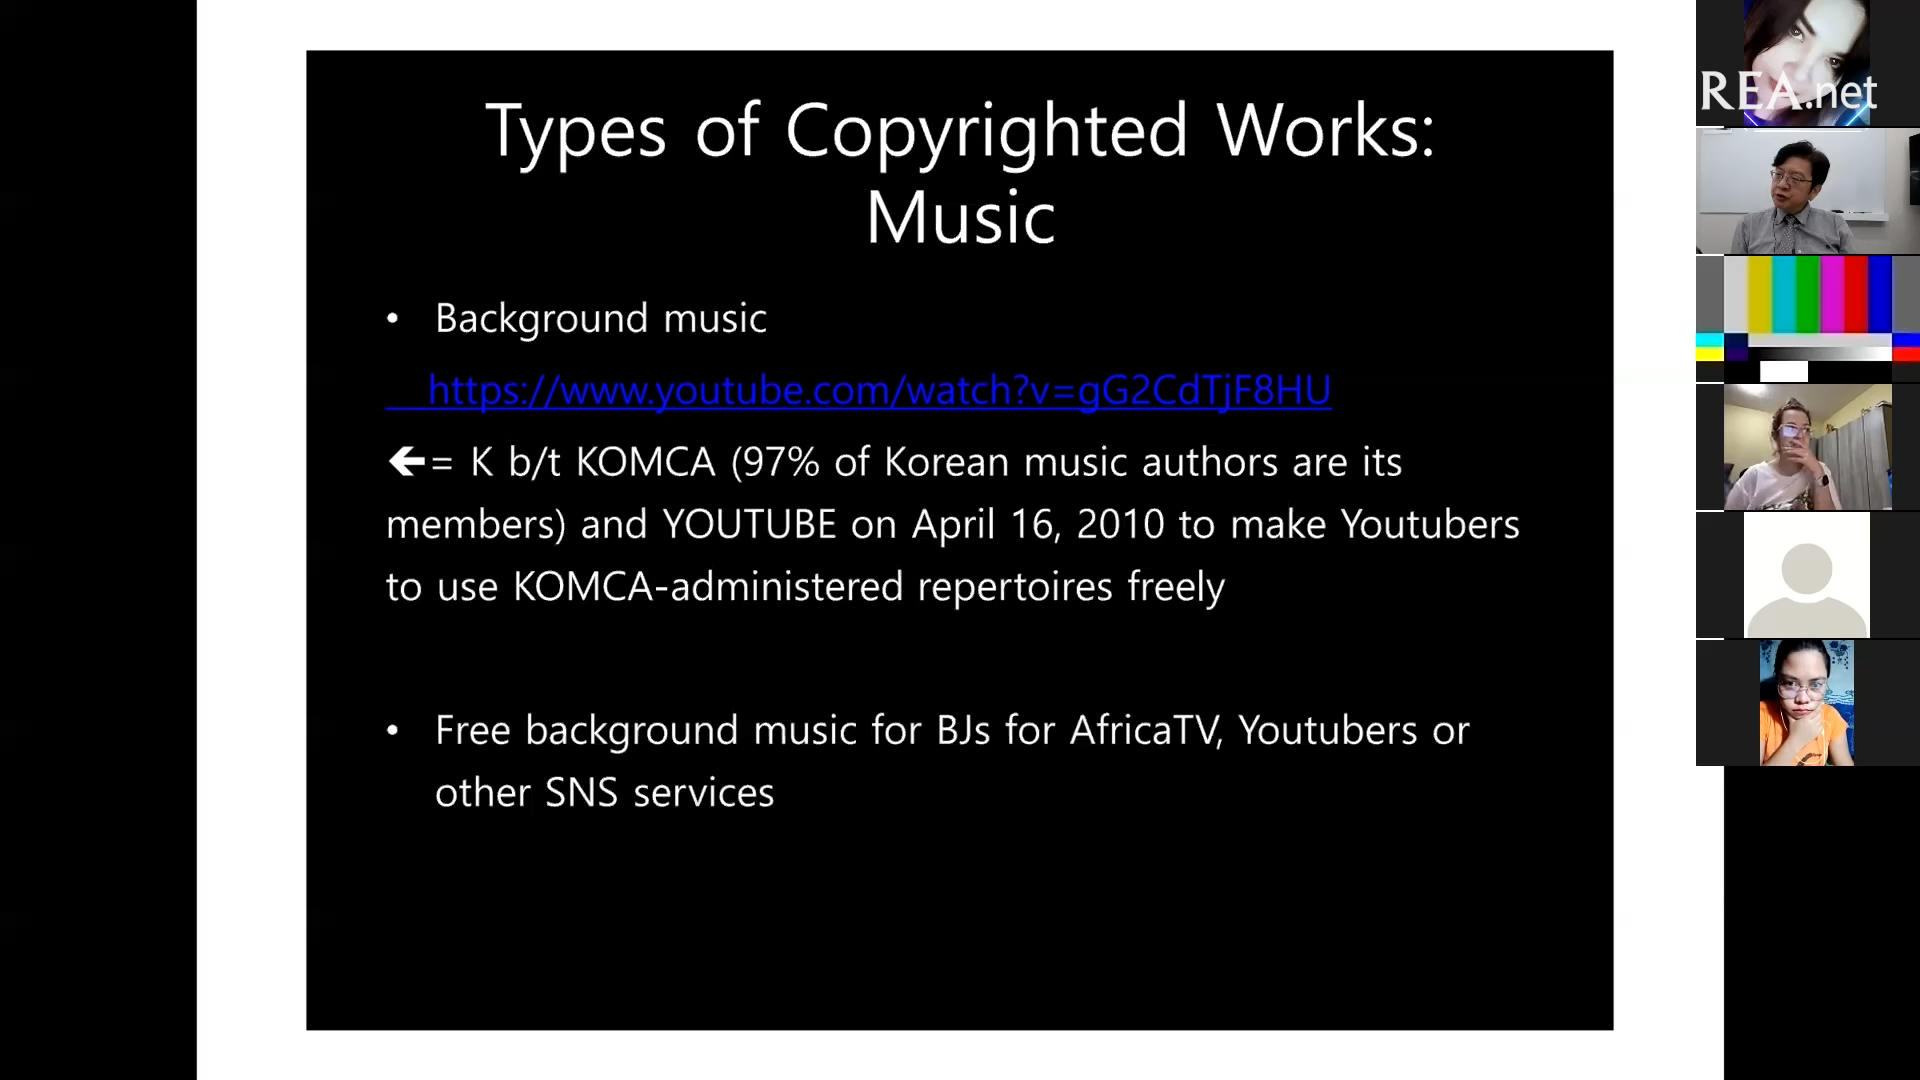 Types of Copyrighted Works:
Music
• Background music
https://www.youtube.com/watch?v=gG2CdTjF8HU
🡸= K b/t KOMCA (97% of Korean music authors are its
members) and YOUTUBE on April 16, 2010 to make Youtubers
to use KOMCA-administered repertoires freely
• Free background music for BJs for AfricaTV, Youtubers or
other SNS services
REA.net